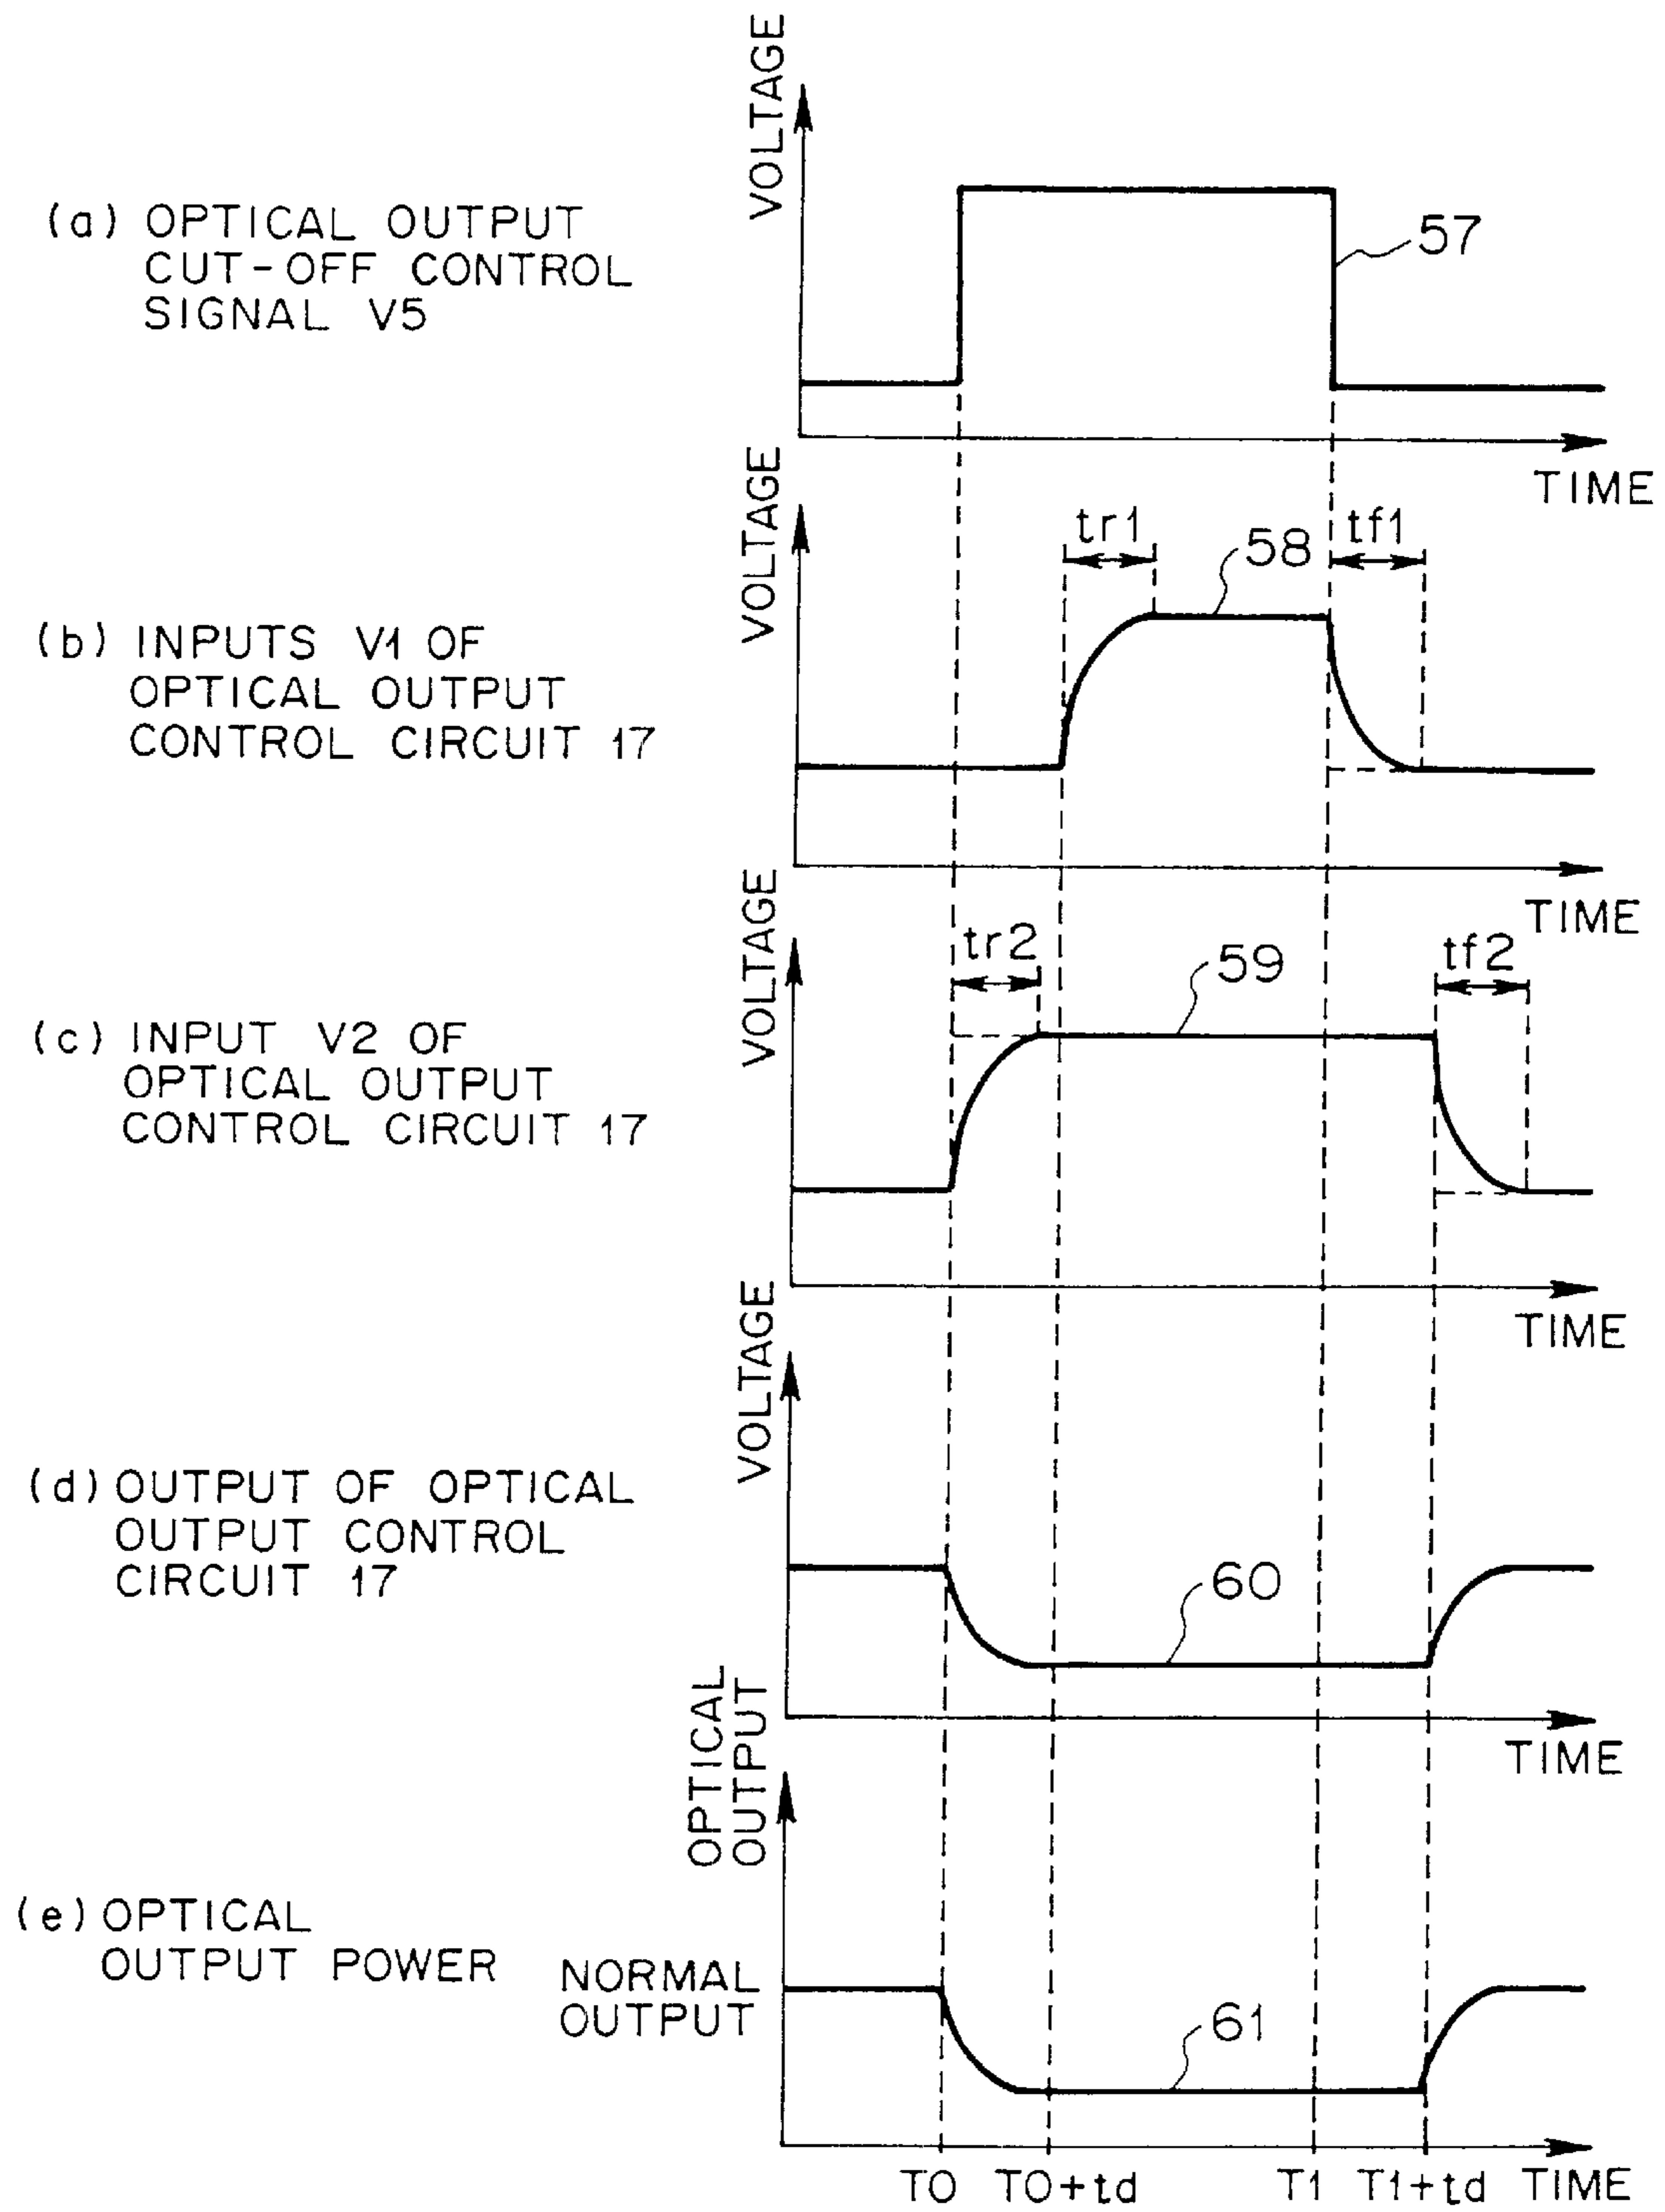 VOLTAGE
(a) OPTICAL OUTPUT
CUT-OFF CONTROL
SIGNAL V5
57
TIME
VOLTAGE
tr1
58
tf1
(b) INPUTS V1 OF
OPTICAL OUTPUT
CONTROL CIRCUIT 17
TIME
VOLTAGE
tr2
59
tf2
(c) INPUT V2 OF
OPTICAL OUTPUT
CONTROL CIRCUIT 17
TIME
VOLTAGE
(d) OUTPUT OF OPTICAL
OUTPUT CONTROL
CIRCUIT 17
60
TIME
OPTICAL
OUTPUT
(e) OPTICAL
OUTPUT POWER
NORMAL
OUTPUT
61
T0 T0+td T1 T1+td TIME